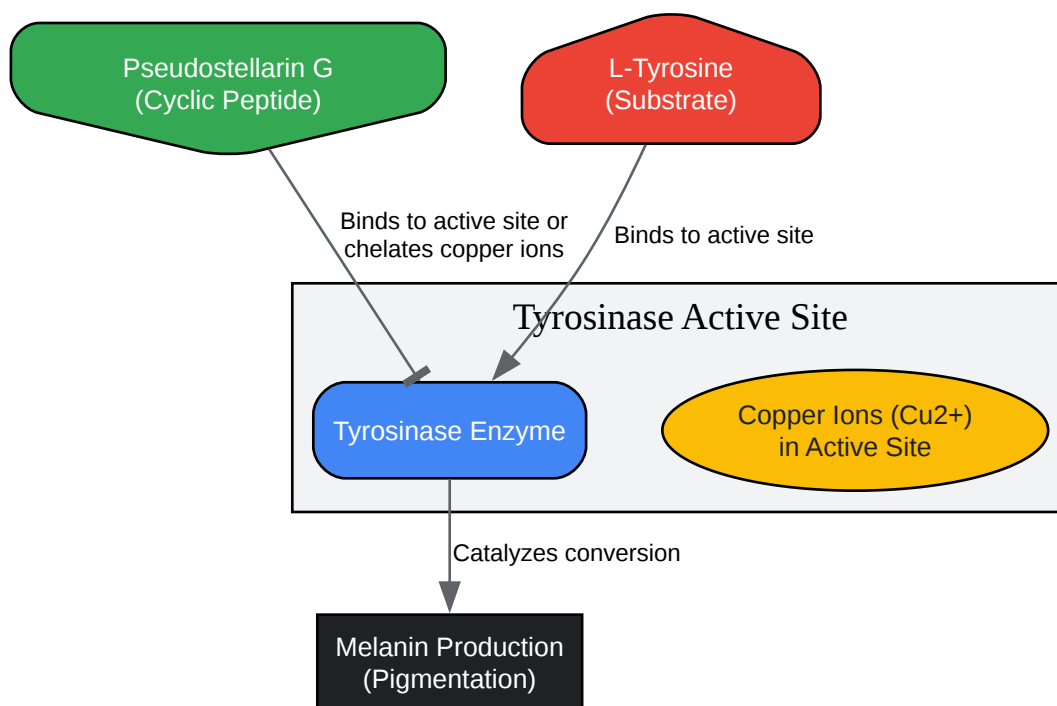 Pseudostellarin G
(Cyclic Peptide)
L-Tyrosine
(Substrate)
Binds to active site or
chelates copper ions
Binds to active site
Tyrosinase Active Site
Tyrosinase Enzyme
Copper Ions (Cu2+)
in Active Site
Catalyzes conversion
Melanin Production
(Pigmentation)